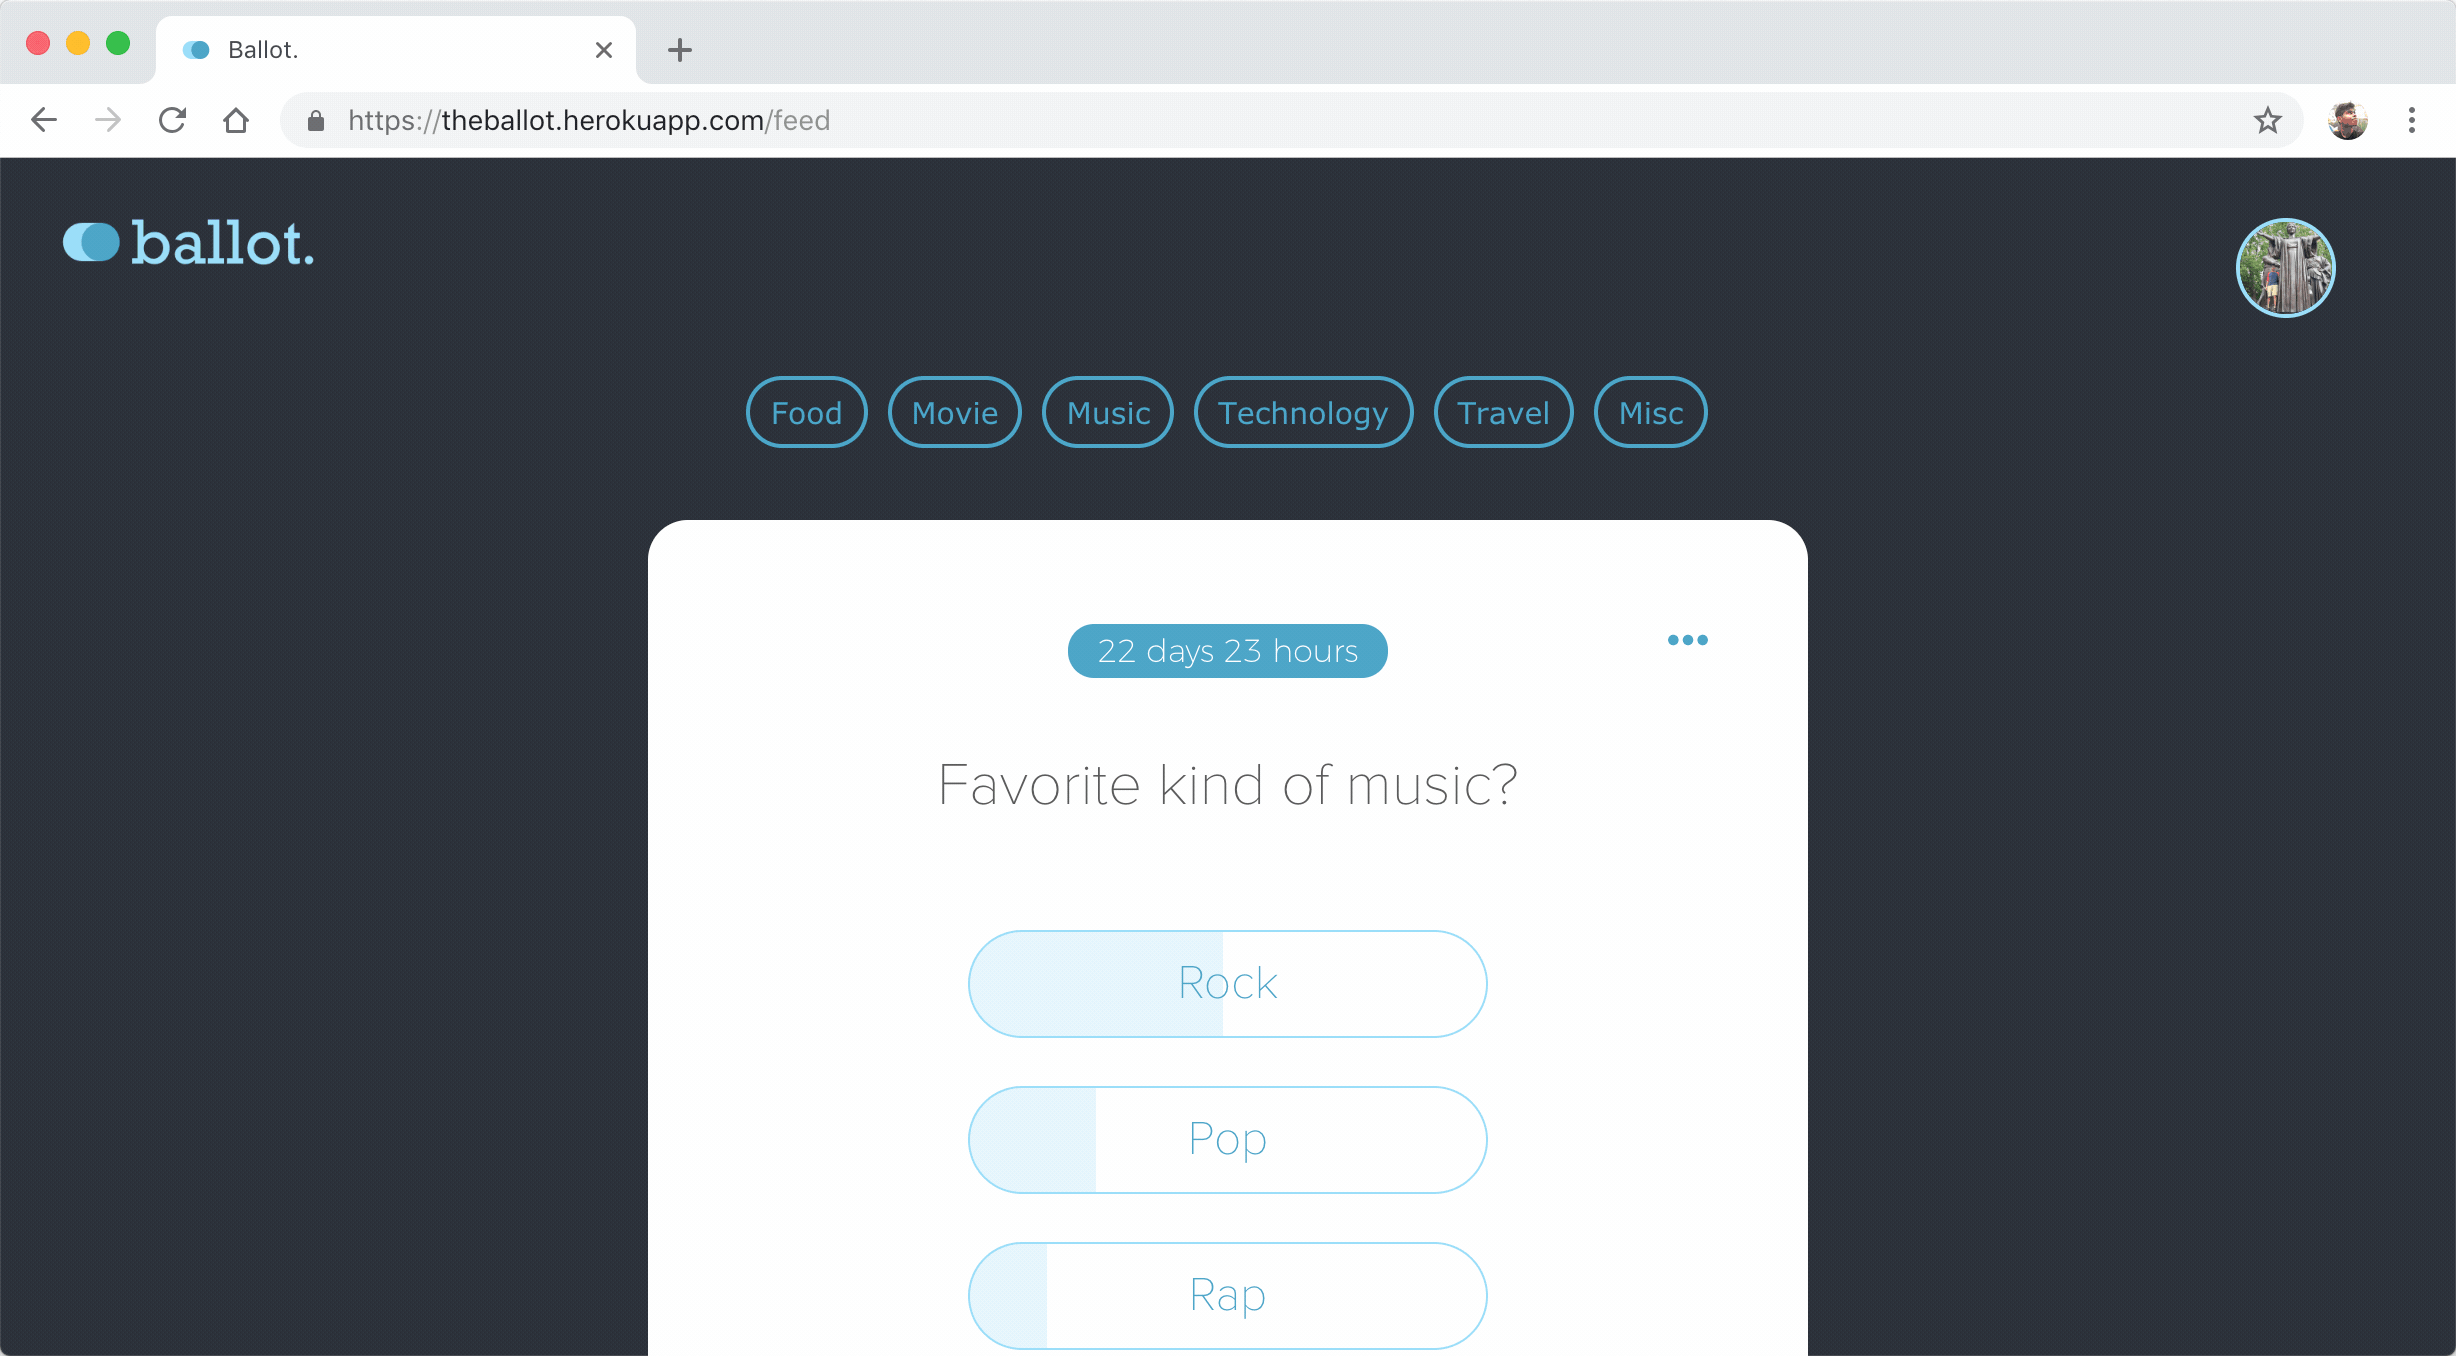 Ballot.
https://theballot.herokuapp.com/feed
ballot.
Food Movie Music Technology Travel Misc
22 days 23 hours
Favorite kind of music?
Rock
Pop
Rap